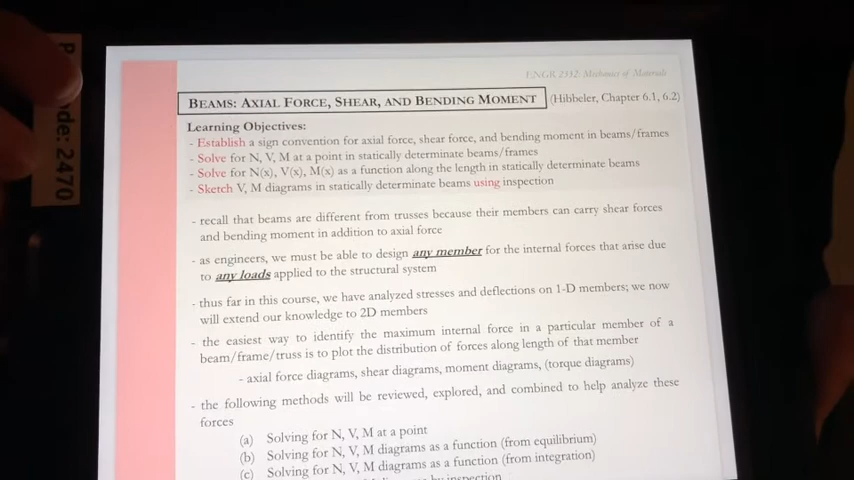 ENGR 2332: Mechanics of Materials
BEAMS: AXIAL FORCE, SHEAR, AND BENDING MOMENT (Hibbeler, Chapter 6.1, 6.2)
Learning Objectives:
- Establish a sign convention for axial force, shear force, and bending moment in beams/frames
- Solve for N, V, M at a point in statically determinate beams/frames
- Solve for N(x), V(x), M(x) as a function along the length in statically determinate beams
- Sketch V, M diagrams in statically determinate beams using inspection
- recall that beams are different from trusses because their members can carry shear forces
and bending moment in addition to axial force
- as engineers, we must be able to design any member for the internal forces that arise due
to any loads applied to the structural system
- thus far in this course, we have analyzed stresses and deflections on 1-D members; we now
will extend our knowledge to 2D members
- the easiest way to identify the maximum internal force in a particular member of a
beam/frame/truss is to plot the distribution of forces along length of that member
- axial force diagrams, shear diagrams, moment diagrams, (torque diagrams)
- the following methods will be reviewed, explored, and combined to help analyze these
forces
(a) Solving for N, V, M at a point
(b) Solving for N, V, M diagrams as a function (from equilibrium)
(c) Solving for N, V, M diagrams as a function (from integration)
by inspection
de: 2470